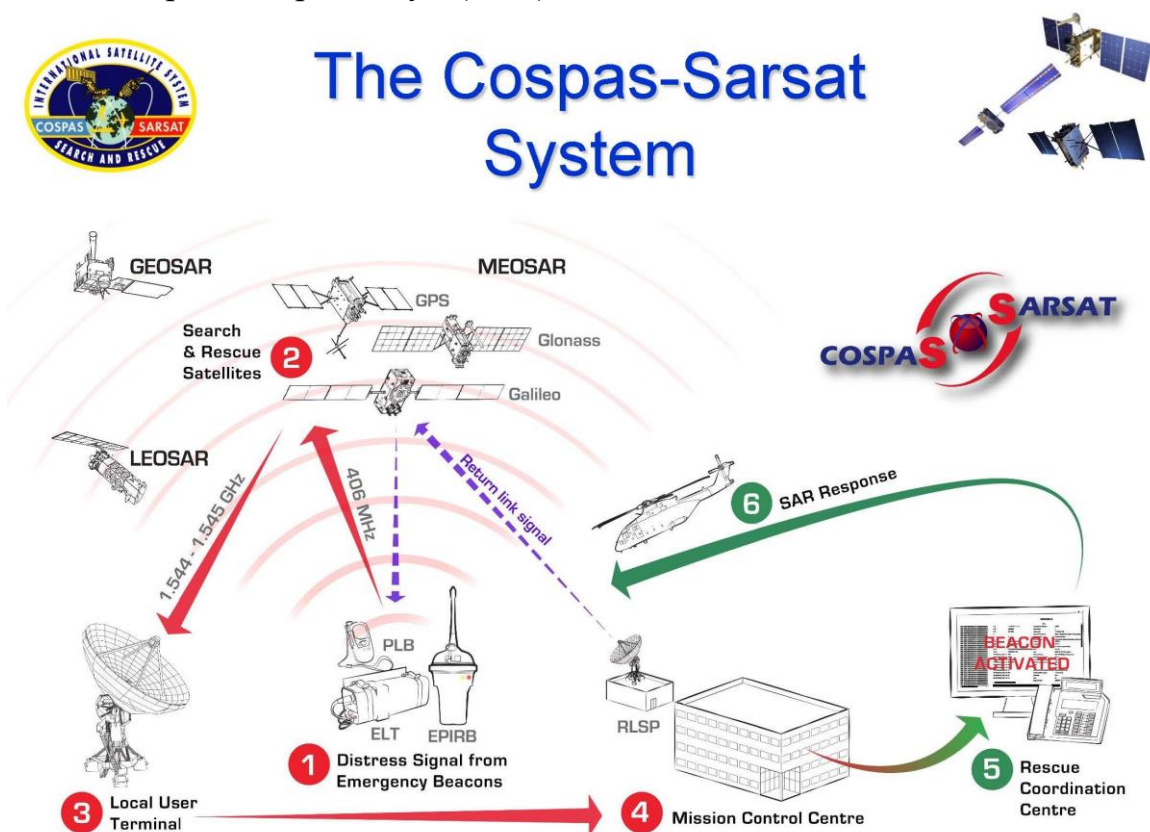 The Cospas-Sarsat
System
INTERNATIONAL SATELLITE SYSTEM
COSPAS SARSAT
SEARCH AND RESCUE
GEOSAR
MEOSAR
GPS
Glonass
Galileo
Search
& Rescue
Satellites
2
LEOSAR
COSPAS SARSAT
1.544 - 1.545 GHz
406 MHz
Return link signal
6 SAR Response
BEACON
ACTIVATED
PLB
ELT
EPIRB
RLSP
1 Distress Signal from
Emergency Beacons
3 Local User
Terminal
4 Mission Control Centre
5 Rescue
Coordination
Centre